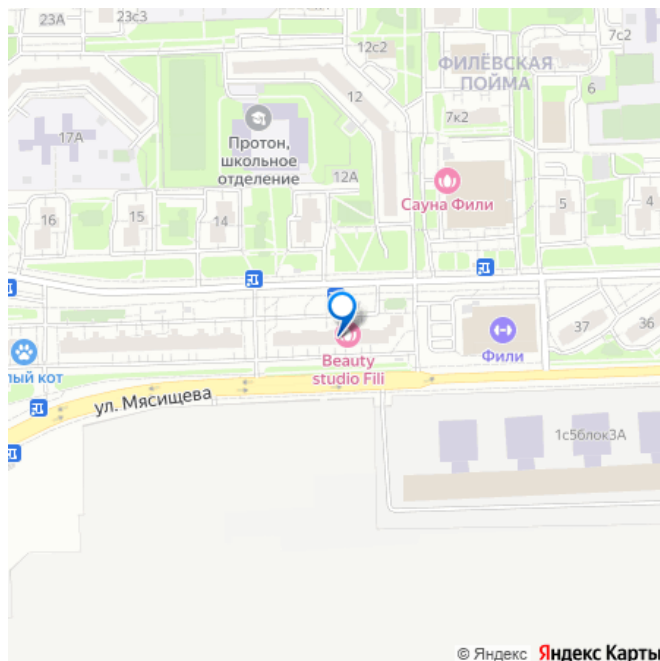 23А
23с3
12с2
7с2
ФИЛЁВСКАЯ
ПОЙМА
6
12
7к2
17А
Протон,
школьное
отделение
12А
Сауна Фили
16
15
14
5
4
37
36
Фили
Beauty
studio Fili
лый кот
ул. Мясищева
1с5блок3А
© Яндекс Яндекс Карты